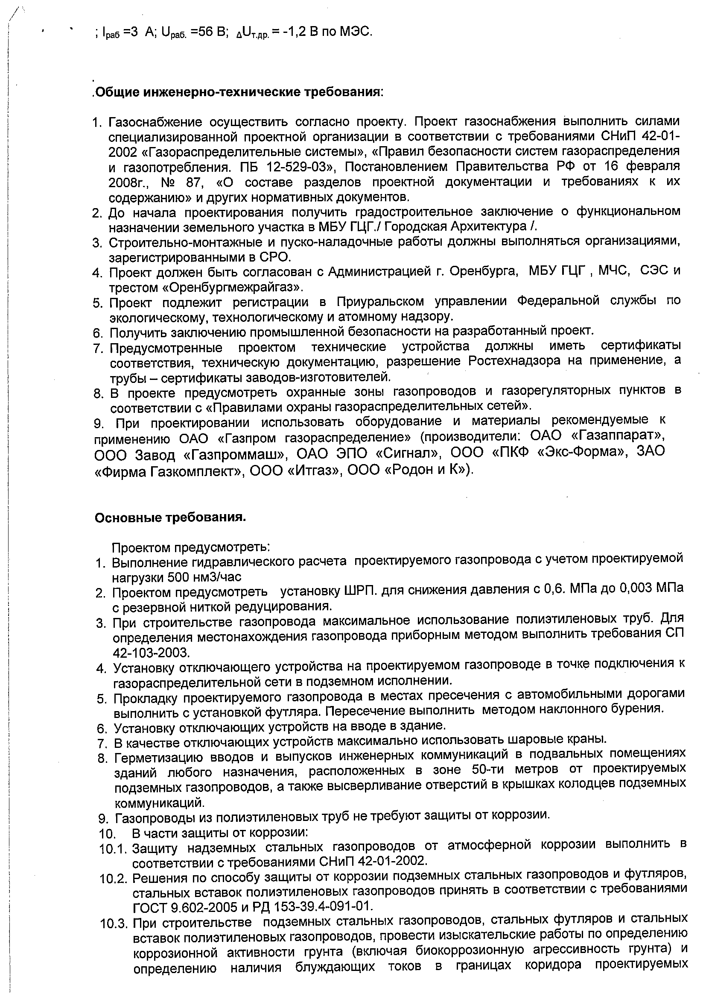 ; Iраб =3 А; Uраб. =56 В; ΔUт.др. = -1,2 В по МЭС.
.Общие инженерно-технические требования:
1. Газоснабжение осуществить согласно проекту. Проект газоснабжения выполнить силами
специализированной проектной организации в соответствии с требованиями СНиП 42-01-
2002 «Газораспределительные системы», «Правил безопасности систем газораспределения
и газопотребления. ПБ 12-529-03», Постановлением Правительства РФ от 16 февраля
2008г., № 87, «О составе разделов проектной документации и требованиях к их
содержанию» и других нормативных документов.
2. До начала проектирования получить градостроительное заключение о функциональном
назначении земельного участка в МБУ ГЦГ./ Городская Архитектура /.
3. Строительно-монтажные и пуско-наладочные работы должны выполняться организациями,
зарегистрированными в СРО.
4. Проект должен быть согласован с Администрацией г. Оренбурга, МБУ ГЦГ , МЧС, СЭС и
трестом «Оренбургмежрайгаз».
5. Проект подлежит регистрации в Приуральском управлении Федеральной службы по
экологическому, технологическому и атомному надзору.
6. Получить заключению промышленной безопасности на разработанный проект.
7. Предусмотренные проектом технические устройства должны иметь сертификаты
соответствия, техническую документацию, разрешение Ростехнадзора на применение, а
трубы – сертификаты заводов-изготовителей.
8. В проекте предусмотреть охранные зоны газопроводов и газорегуляторных пунктов в
соответствии с «Правилами охраны газораспределительных сетей».
9. При проектировании использовать оборудование и материалы рекомендуемые к
применению ОАО «Газпром газораспределение» (производители: ОАО «Газаппарат»,
ООО Завод «Газпроммаш», ОАО ЭПО «Сигнал», ООО «ПКФ «Экс-Форма», ЗАО
«Фирма Газкомплект», ООО «Итгаз», ООО «Родон и К»).
Основные требования.
Проектом предусмотреть:
1. Выполнение гидравлического расчета проектируемого газопровода с учетом проектируемой
нагрузки 500 нм3/час
2. Проектом предусмотреть установку ШРП. для снижения давления с 0,6. МПа до 0,003 МПа
с резервной ниткой редуцирования.
3. При строительстве газопровода максимальное использование полиэтиленовых труб. Для
определения местонахождения газопровода приборным методом выполнить требования СП
42-103-2003.
4. Установку отключающего устройства на проектируемом газопроводе в точке подключения к
газораспределительной сети в подземном исполнении.
5. Прокладку проектируемого газопровода в местах пресечения с автомобильными дорогами
выполнить с установкой футляра. Пересечение выполнить методом наклонного бурения.
6. Установку отключающих устройств на вводе в здание.
7. В качестве отключающих устройств максимально использовать шаровые краны.
8. Герметизацию вводов и выпусков инженерных коммуникаций в подвальных помещениях
зданий любого назначения, расположенных в зоне 50-ти метров от проектируемых
подземных газопроводов, а также высверливание отверстий в крышках колодцев подземных
коммуникаций.
9. Газопроводы из полиэтиленовых труб не требуют защиты от коррозии.
10. В части защиты от коррозии:
10.1. Защиту надземных стальных газопроводов от атмосферной коррозии выполнить в
соответствии с требованиями СНиП 42-01-2002.
10.2. Решения по способу защиты от коррозии подземных стальных газопроводов и футляров,
стальных вставок полиэтиленовых газопроводов принять в соответствии с требованиями
ГОСТ 9.602-2005 и РД 153-39.4-091-01.
10.3. При строительстве подземных стальных газопроводов, стальных футляров и стальных
вставок полиэтиленовых газопроводов, провести изыскательские работы по определению
коррозионной активности грунта (включая биокоррозионную агрессивность грунта) и
определению наличия блуждающих токов в границах коридора проектируемых